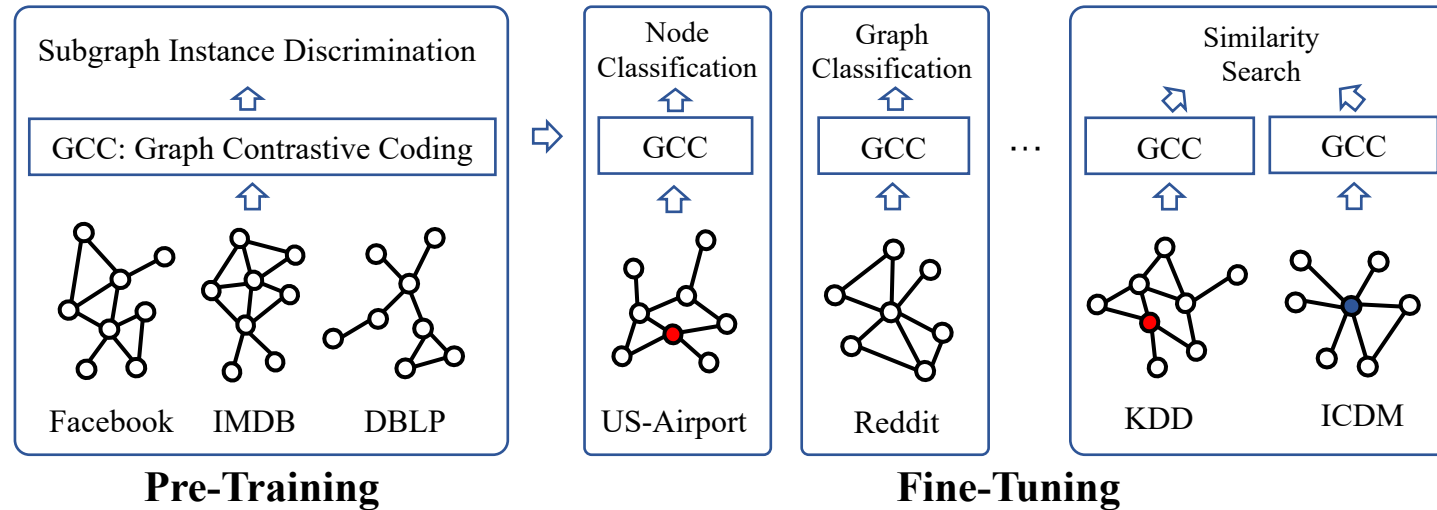 Subgraph Instance Discrimination
GCC: Graph Contrastive Coding
Facebook
IMDB
DBLP
Pre-Training
Node
Classification
GCC
US-Airport
Graph
Classification
GCC
Reddit
...
Similarity
Search
GCC
GCC
KDD
ICDM
Fine-Tuning